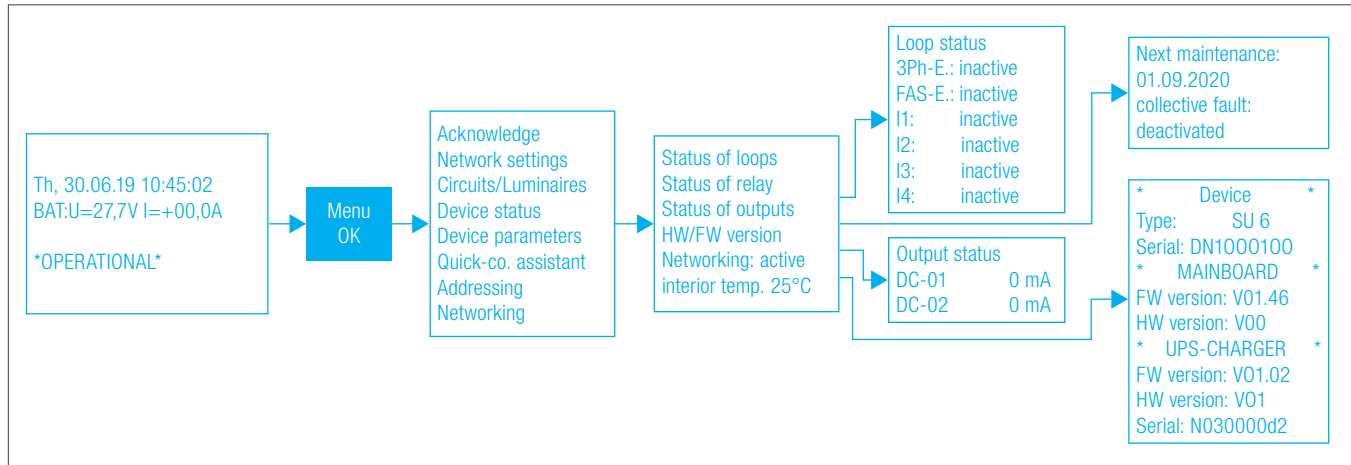 Th, 30.06.19 10:45:02
BAT:U=27,7V I=+00,0A
*OPERATIONAL*
Menu
OK
Acknowledge
Network settings
Circuits/Luminaires
Device status
Device parameters
Quick-co. assistant
Addressing
Networking
Status of loops
Status of relay
Status of outputs
HW/FW version
Networking: active
interior temp. 25°C
Loop status
3Ph-E.: inactive
FAS-E.: inactive
I1: inactive
I2: inactive
I3: inactive
I4: inactive
Output status
DC-01 0 mA
DC-02 0 mA
Next maintenance:
01.09.2020
collective fault:
deactivated
* Device *
Type: SU 6
Serial: DN1O00100
* MAINBOARD *
FW version: V01.46
HW version: V00
* UPS-CHARGER *
FW version: VO1.02
HW version: VO1
Serial: N030000d2